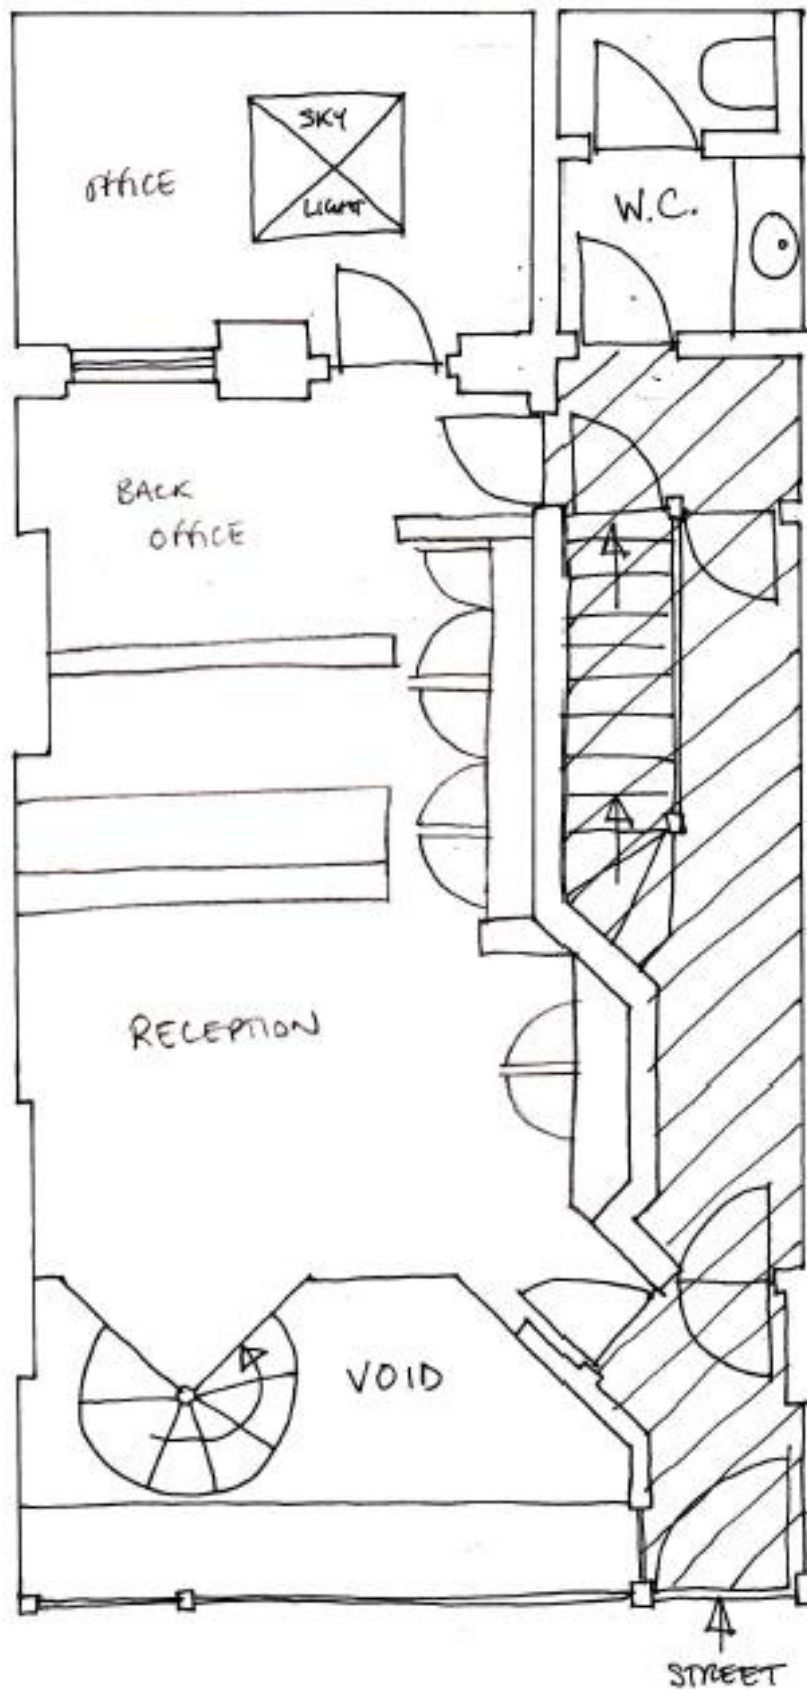 SKY
LIGHT
OFFICE
W.C.
BACK
OFFICE
RECEPTION
VOID
STREET